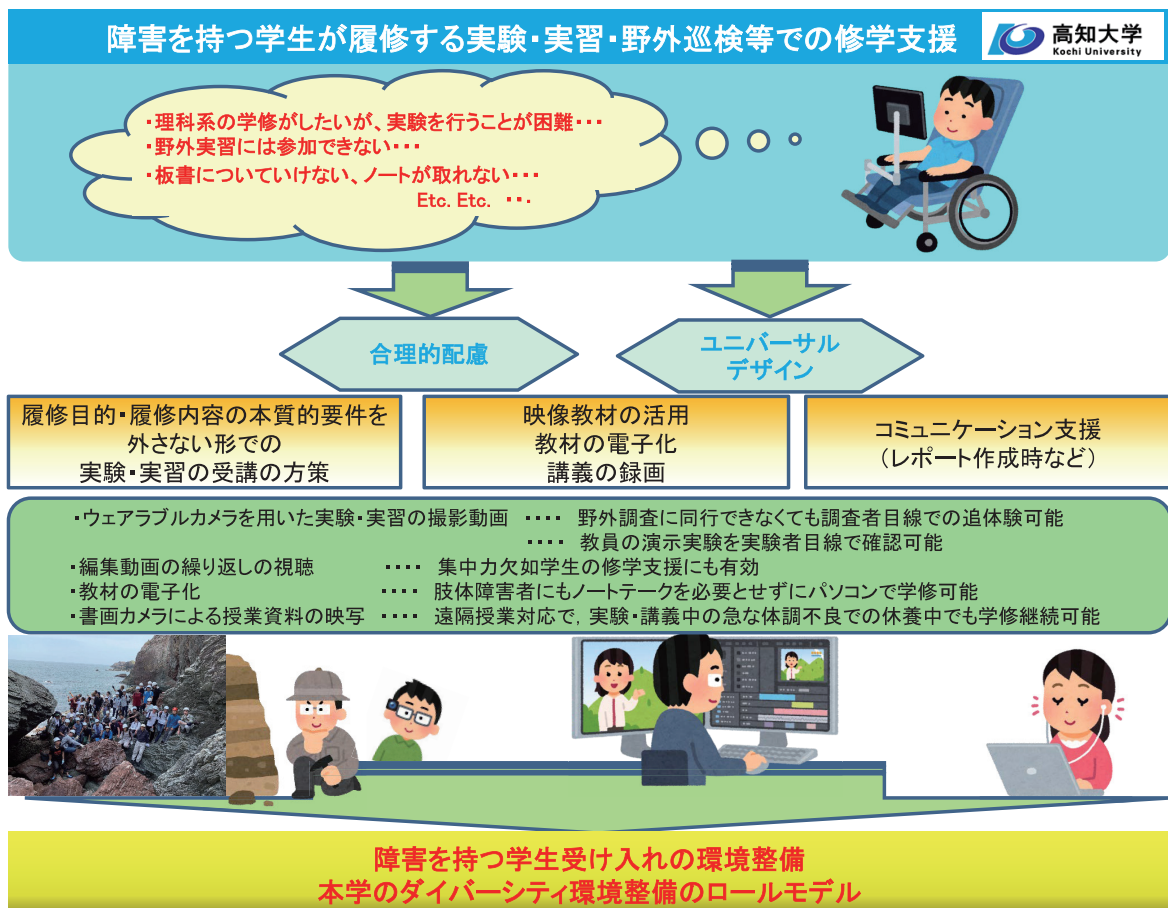 障害を持つ学生が履修する実験・実習・野外巡検等での修学支援
高知大学
Kochi University
・理科系の学修がしたいが、実験を行うことが困難・・・
・野外実習には参加できない・・・
・板書についていけない、ノートが取れない・・・
Etc. Etc. ・・・
合理的配慮
ユニバーサル
デザイン
履修目的・履修内容の本質的要件を
外さない形での
実験・実習の受講の方策
映像教材の活用
教材の電子化
講義の録画
コミュニケーション支援
（レポート作成時など）
・ウェアラブルカメラを用いた実験・実習の撮影動画 ・・・・ 野外調査に同行できなくても調査者目線での追体験可能
・・・・ 教員の演示実験を実験者目線で確認可能
・編集動画の繰り返しの視聴 ・・・・ 集中力欠如学生の修学支援にも有効
・教材の電子化 ・・・・ 肢体障害者にもノートテークを必要とせずにパソコンで学修可能
・書画カメラによる授業資料の映写 ・・・・ 遠隔授業対応で，実験・講義中の急な体調不良での休養中でも学修継続可能
障害を持つ学生受け入れの環境整備
本学のダイバーシティ環境整備のロールモデル